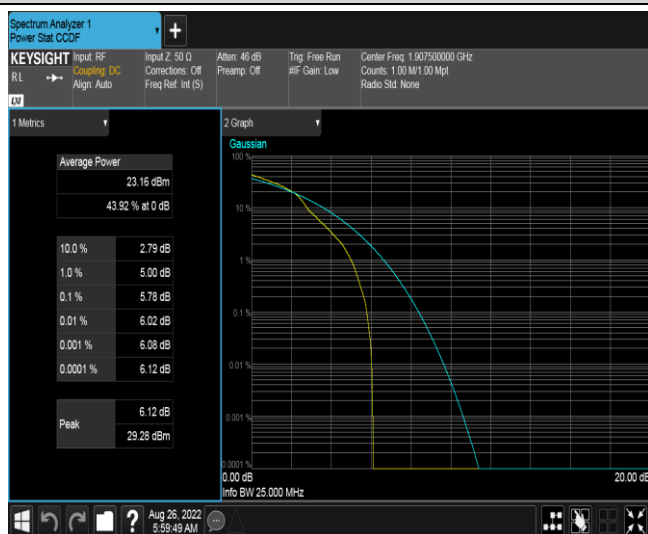 Spectrum Analyzer 1
Power Stat CCDF
+
KEYSIGHT
RL
LXI
Input: RF
Coupling: DC
Align: Auto
Input Z: 50 Ω
Corrections: Off
Freq Ref: Int (S)
Atten: 46 dB
Preamp: Off
Trig: Free Run
#IF Gain: Low
Center Freq: 1.907500000 GHz
Counts: 1.00 M/1.00 Mpt
Radio Std: None
1 Metrics
Average Power
23.16 dBm
43.92 % at 0 dB
10.0 % 2.79 dB
1.0 % 5.00 dB
0.1 % 5.78 dB
0.01 % 6.02 dB
0.001 % 6.08 dB
0.0001 % 6.12 dB
Peak
6.12 dB
29.28 dBm
2 Graph
Gaussian
100 %
10 %
1 %
0.1 %
0.01 %
0.001 %
0.0001 %
0.00 dB
20.00 dB
Info BW 25.000 MHz
?
Aug 26, 2022
5:59:49 AM